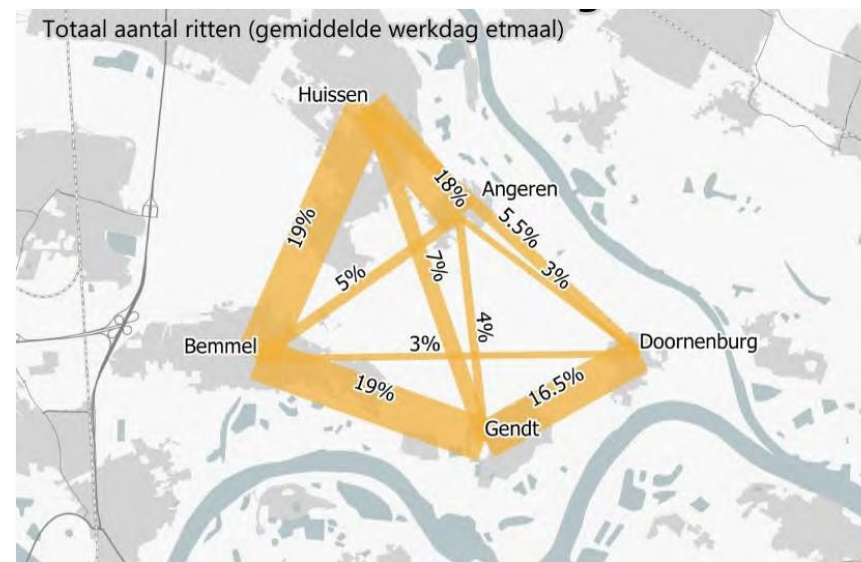 Totaal aantal ritten (gemiddelde werkdag etmaal)
Huissen
18%
Angeren
19%
5.5%
7%
5%
3%
4%
Bemmel
3%
Doornenburg
19%
16.5%
Gendt